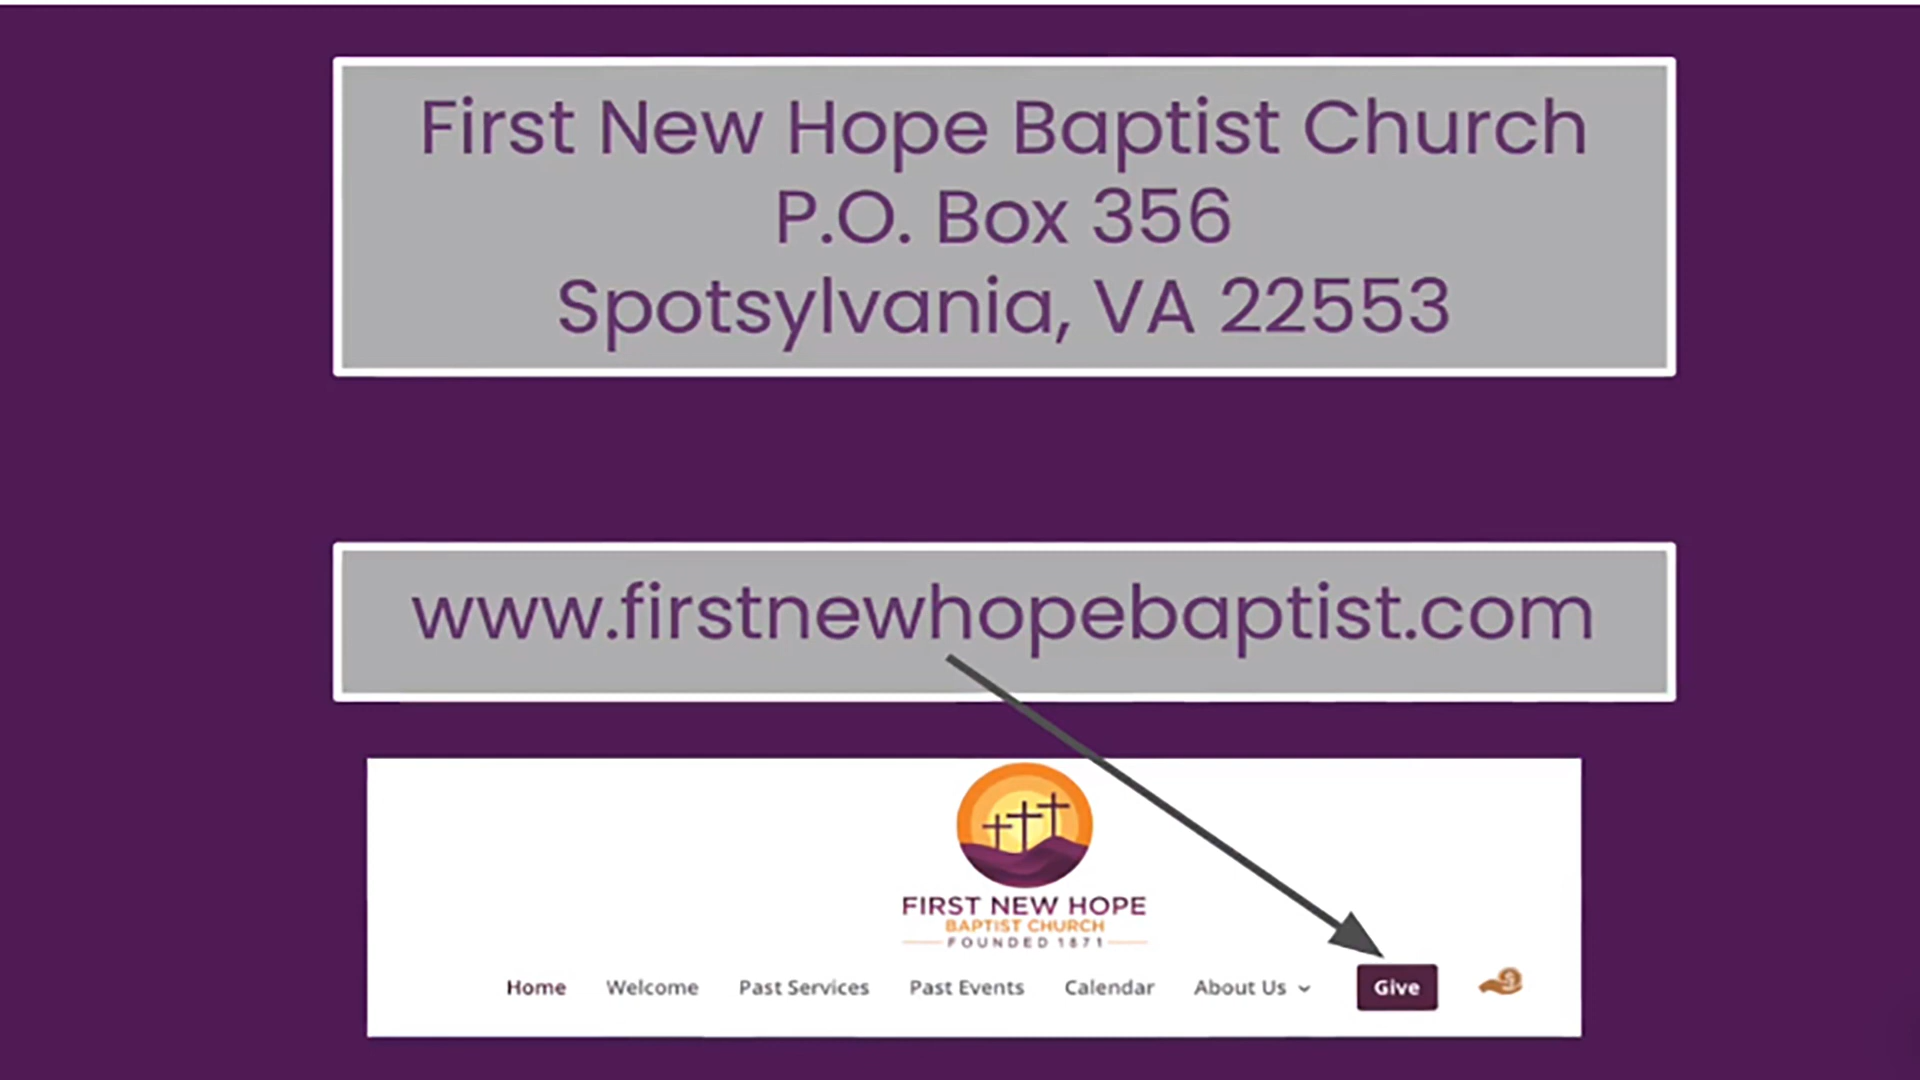 First New Hope Baptist Church
P.O. Box 356
Spotsylvania, VA 22553
www.firstnewhopebaptist.com
FIRST NEW HOPE
BAPTIST CHURCH
FOUNDED 1871
Home Welcome Past Services Past Events Calendar About Us Give